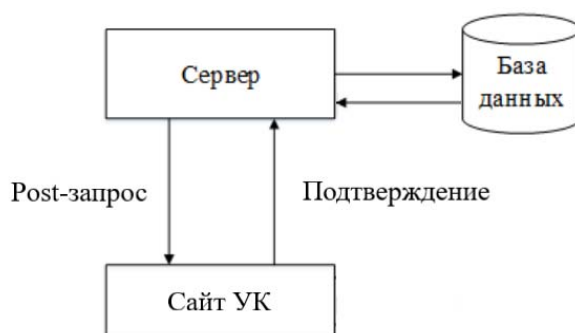 Сервер
База
данных
Post-запрос
Подтверждение
Сайт УК